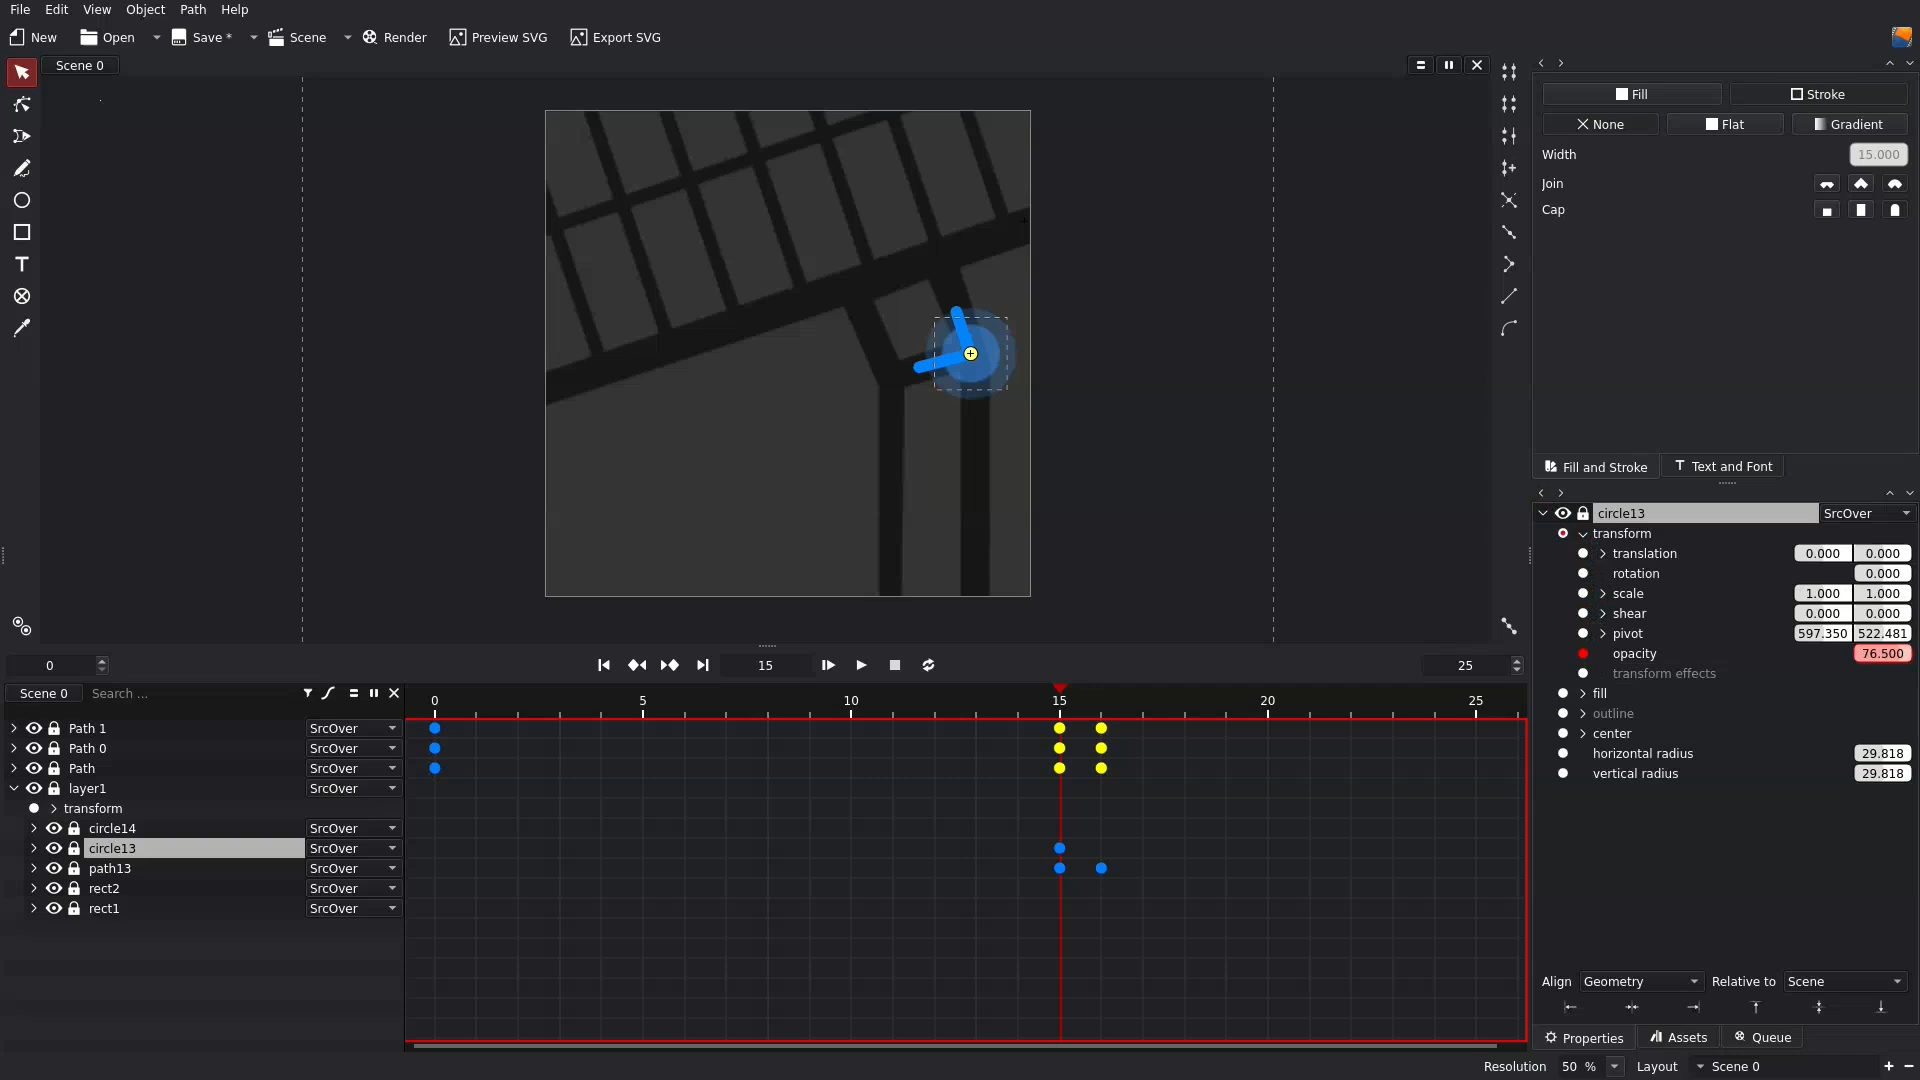 File Edit View Object Path Help
New Open Save * Scene Render Preview SVG Export SVG
Scene 0
Fill Stroke
None Flat Gradient
Width 15.000
Join
Cap
Fill and Stroke Text and Font
circle13 SrcOver
transform
translation 0.000 0.000
rotation 0.000
scale 1.000 1.000
shear 0.000 0.000
pivot 597.350 522.481
opacity 76.500
transform effects
fill
outline
center
horizontal radius 29.818
vertical radius 29.818
Align Geometry Relative to Scene
Properties Assets Queue
0 15 25
Scene 0 Search ...
0 5 10 15 20 25
Path 1 SrcOver
Path 0 SrcOver
Path SrcOver
layer1 SrcOver
transform
circle14 SrcOver
circle13 SrcOver
path13 SrcOver
rect2 SrcOver
rect1 SrcOver
Resolution 50 % Layout Scene 0